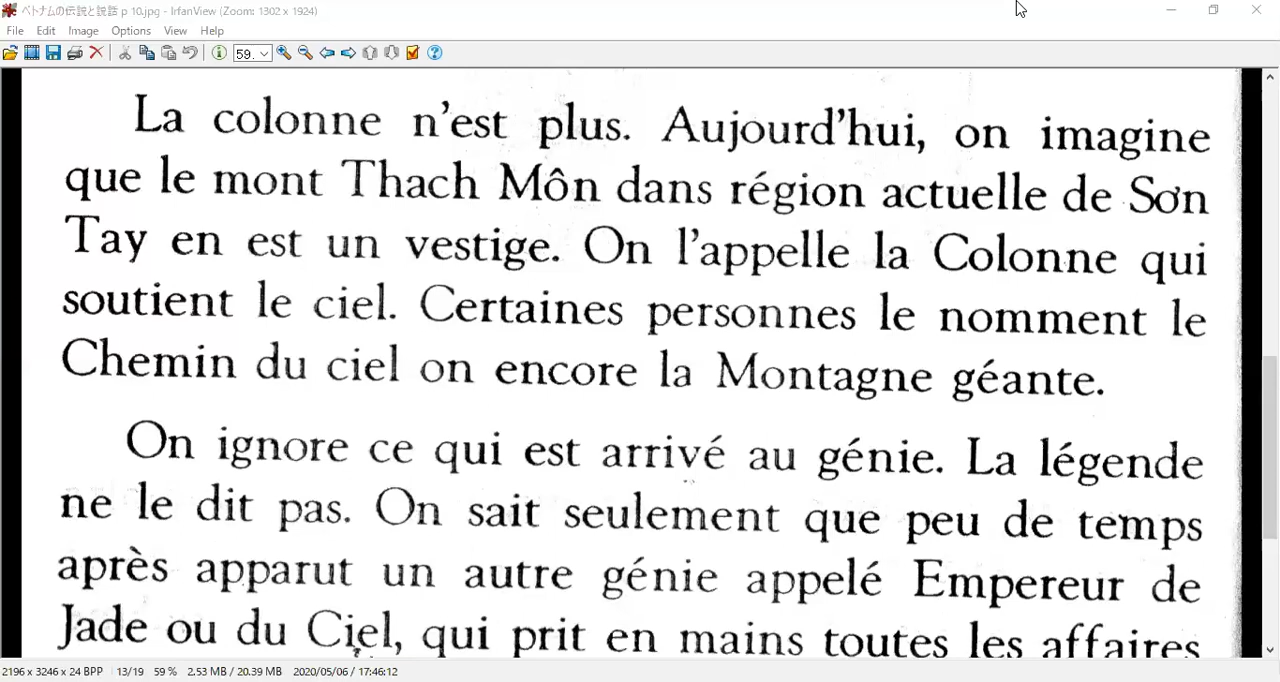 ベトナムの伝説と説話 p 10.jpg - IrfanView (Zoom: 1302 x 1924)
File Edit Image Options View Help
59.
La colonne n'est plus. Aujourd'hui, on imagine
que le mont Thach Môn dans région actuelle de Sơn
Tay en est un vestige. On l'appelle la Colonne qui
soutient le ciel. Certaines personnes le nomment le
Chemin du ciel on encore la Montagne géante.
On ignore ce qui est arrivé au génie. La légende
ne le dit pas. On sait seulement que peu de temps
après apparut un autre génie appelé Empereur de
Jade ou du Ciel, qui prit en mains toutes les affaires
2196 x 3246 x 24 BPP 13/19 59 % 2.53 MB / 20.39 MB 2020/05/06 / 17:46:12